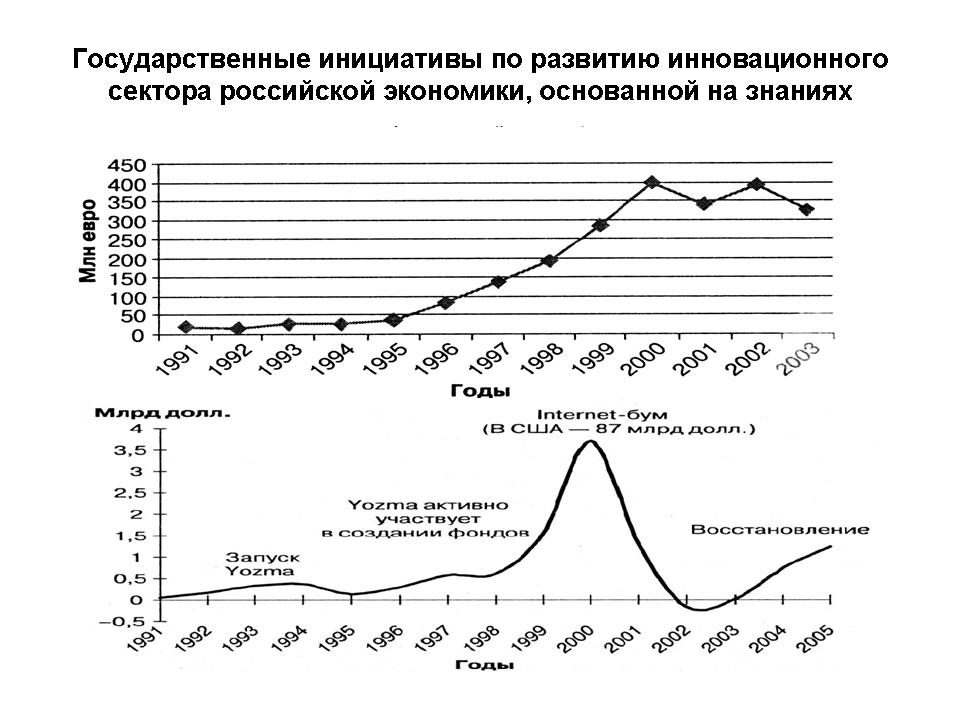 Государственные инициативы по развитию инновационного
сектора российской экономики, основанной на знаниях
450
400
350
300
250
200
150
100
50
0
Млн евро
1991 1992 1993 1994 1995 1996 1997 1998 1999 2000 2001 2002 2003
Годы
Млрд долл.
4
3,5
3
2,5
2
1,5
1
0,5
0
−0,5
Internet-бум
(В США — 87 млрд долл.)
Yozma активно
участвует
в создании фондов
Восстановление
Запуск
Yozma
1991 1992 1993 1994 1995 1996 1997 1998 1999 2000 2001 2002 2003 2004 2005
Годы